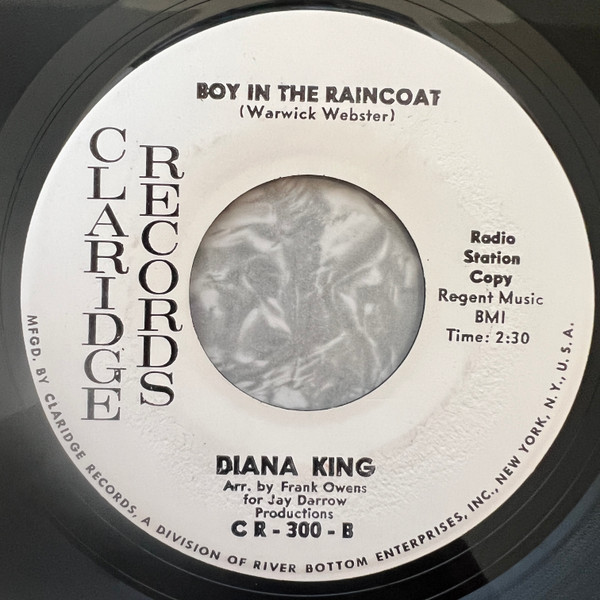 BOY IN THE RAINCOAT
(Warwick Webster)
CLARIDGE
RECORDS
Radio
Station
Copy
Regent Music
BMI
Time: 2:30
DIANA KING
Arr. by Frank Owens
for Jay Darrow
Productions
CR-300-B
MFGD. BY CLARIDGE RECORDS, A DIVISION OF RIVER BOTTOM ENTERPRISES, INC., NEW YORK, N.Y., U.S.A.